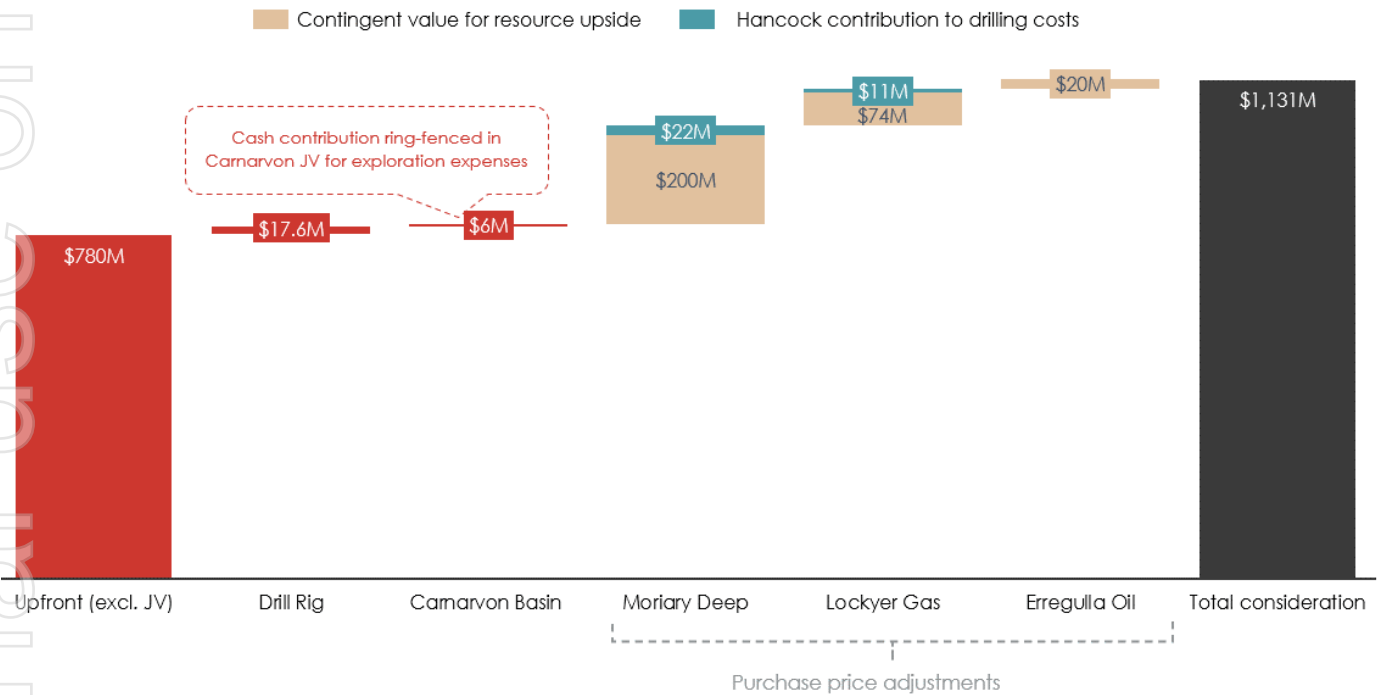 Contingent value for resource upside
Hancock contribution to drilling costs
Cash contribution ring-fenced in
Carnarvon JV for exploration expenses
$780M
$17.6M
$6M
$22M
$200M
$11M
$74M
$20M
$1,131M
Upfront (excl. JV)
Drill Rig
Carnarvon Basin
Moriary Deep
Lockyer Gas
Erregulla Oil
Total consideration
Purchase price adjustments